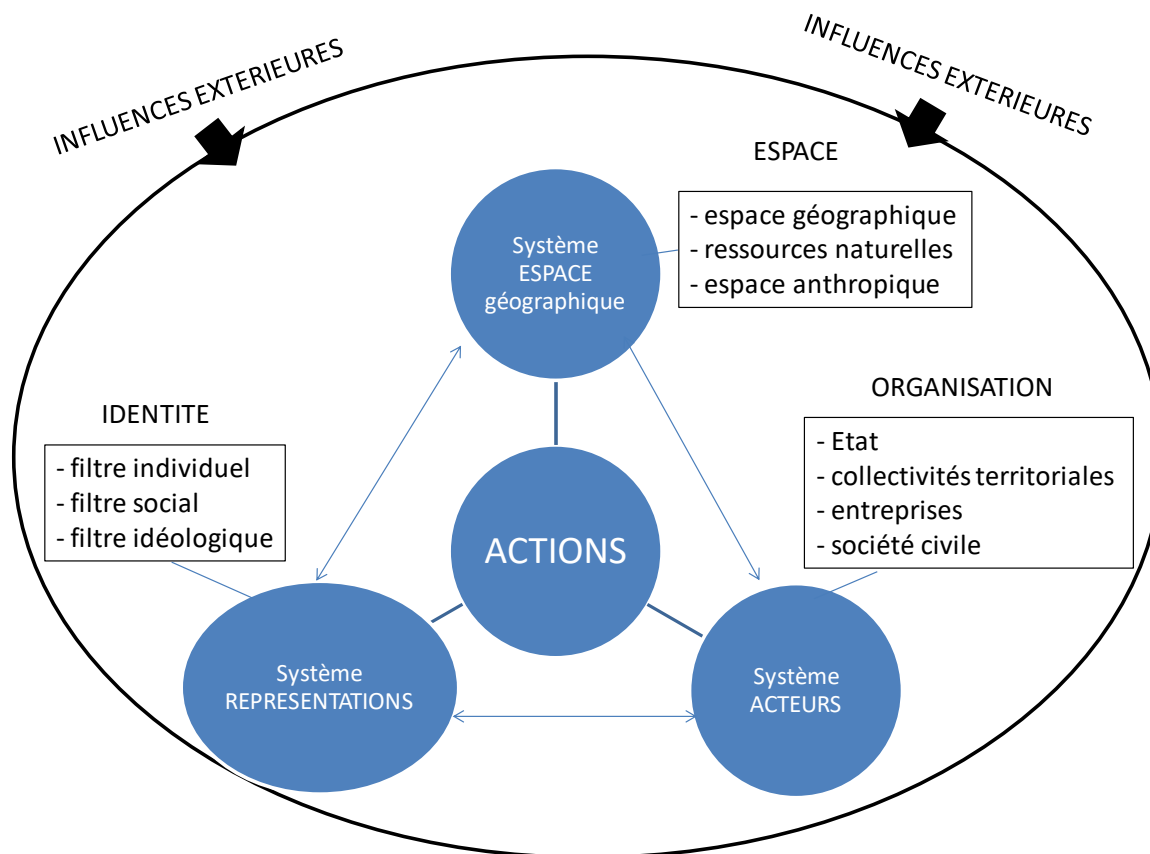 INFLUENCES EXTERIEURES
INFLUENCES EXTERIEURES
ESPACE
- espace géographique
- ressources naturelles
- espace anthropique
Système
ESPACE
géographique
IDENTITE
- filtre individuel
- filtre social
- filtre idéologique
ORGANISATION
- Etat
- collectivités territoriales
- entreprises
- société civile
ACTIONS
Système
REPRESENTATIONS
Système
ACTEURS